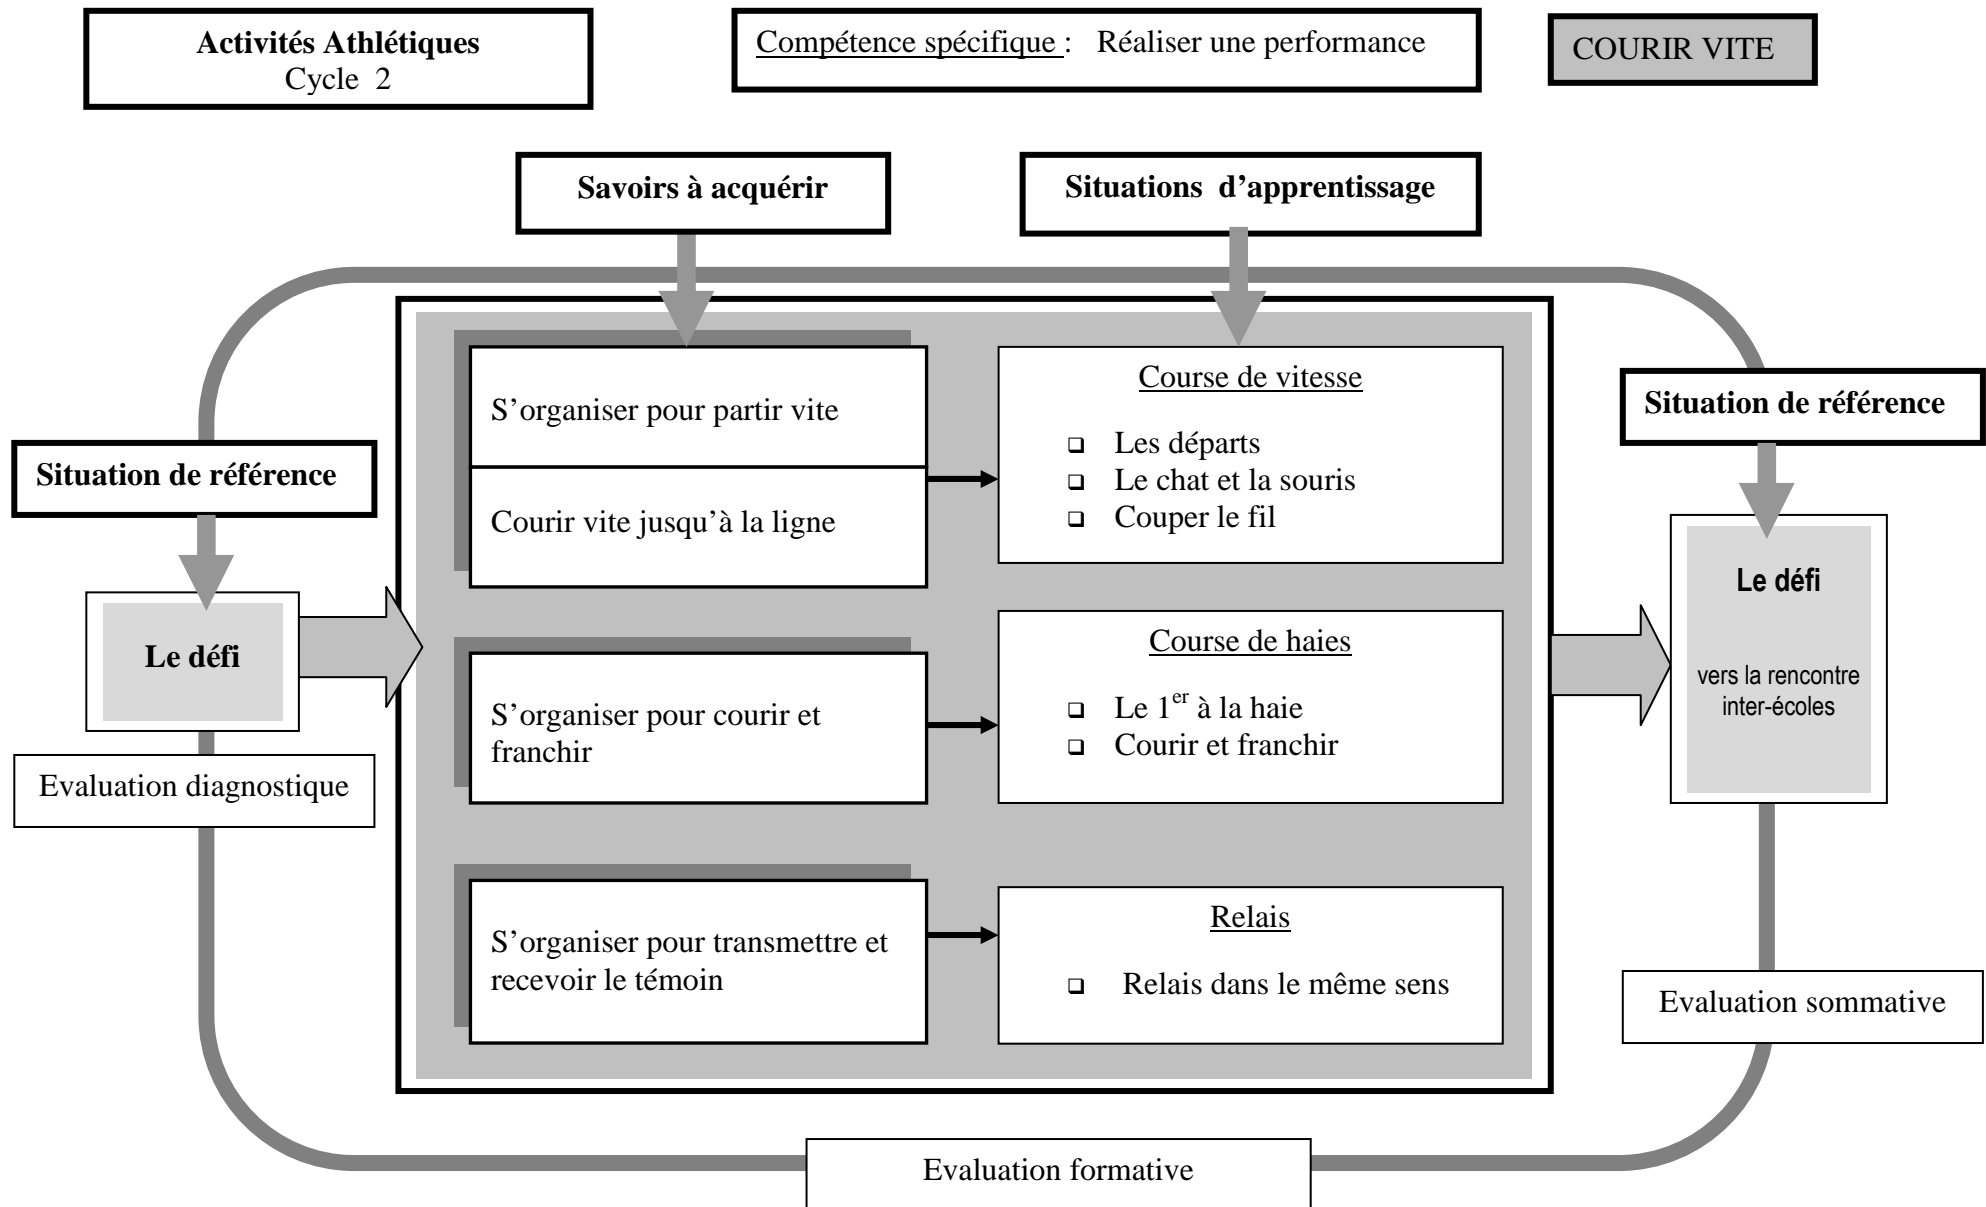 Activités Athlétiques
Cycle 2
Compétence spécifique : Réaliser une performance
COURIR VITE
Savoirs à acquérir
Situations d’apprentissage
Situation de référence
Le défi
Evaluation diagnostique
S’organiser pour partir vite
Courir vite jusqu’à la ligne
Course de vitesse
❑ Les départs
❑ Le chat et la souris
❑ Couper le fil
S’organiser pour courir et
franchir
Course de haies
❑ Le 1er à la haie
❑ Courir et franchir
S’organiser pour transmettre et
recevoir le témoin
Relais
❑ Relais dans le même sens
Situation de référence
Le défi
vers la rencontre
inter-écoles
Evaluation sommative
Evaluation formative